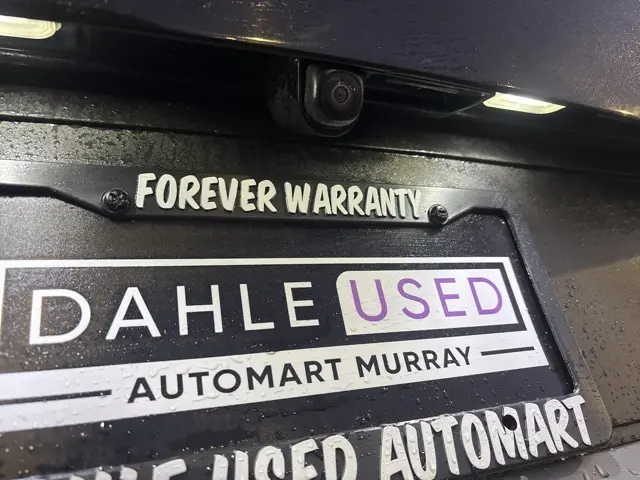 FOREVER WARRANTY
DAHLE USED
AUTOMART MURRAY
USED AUTOMART